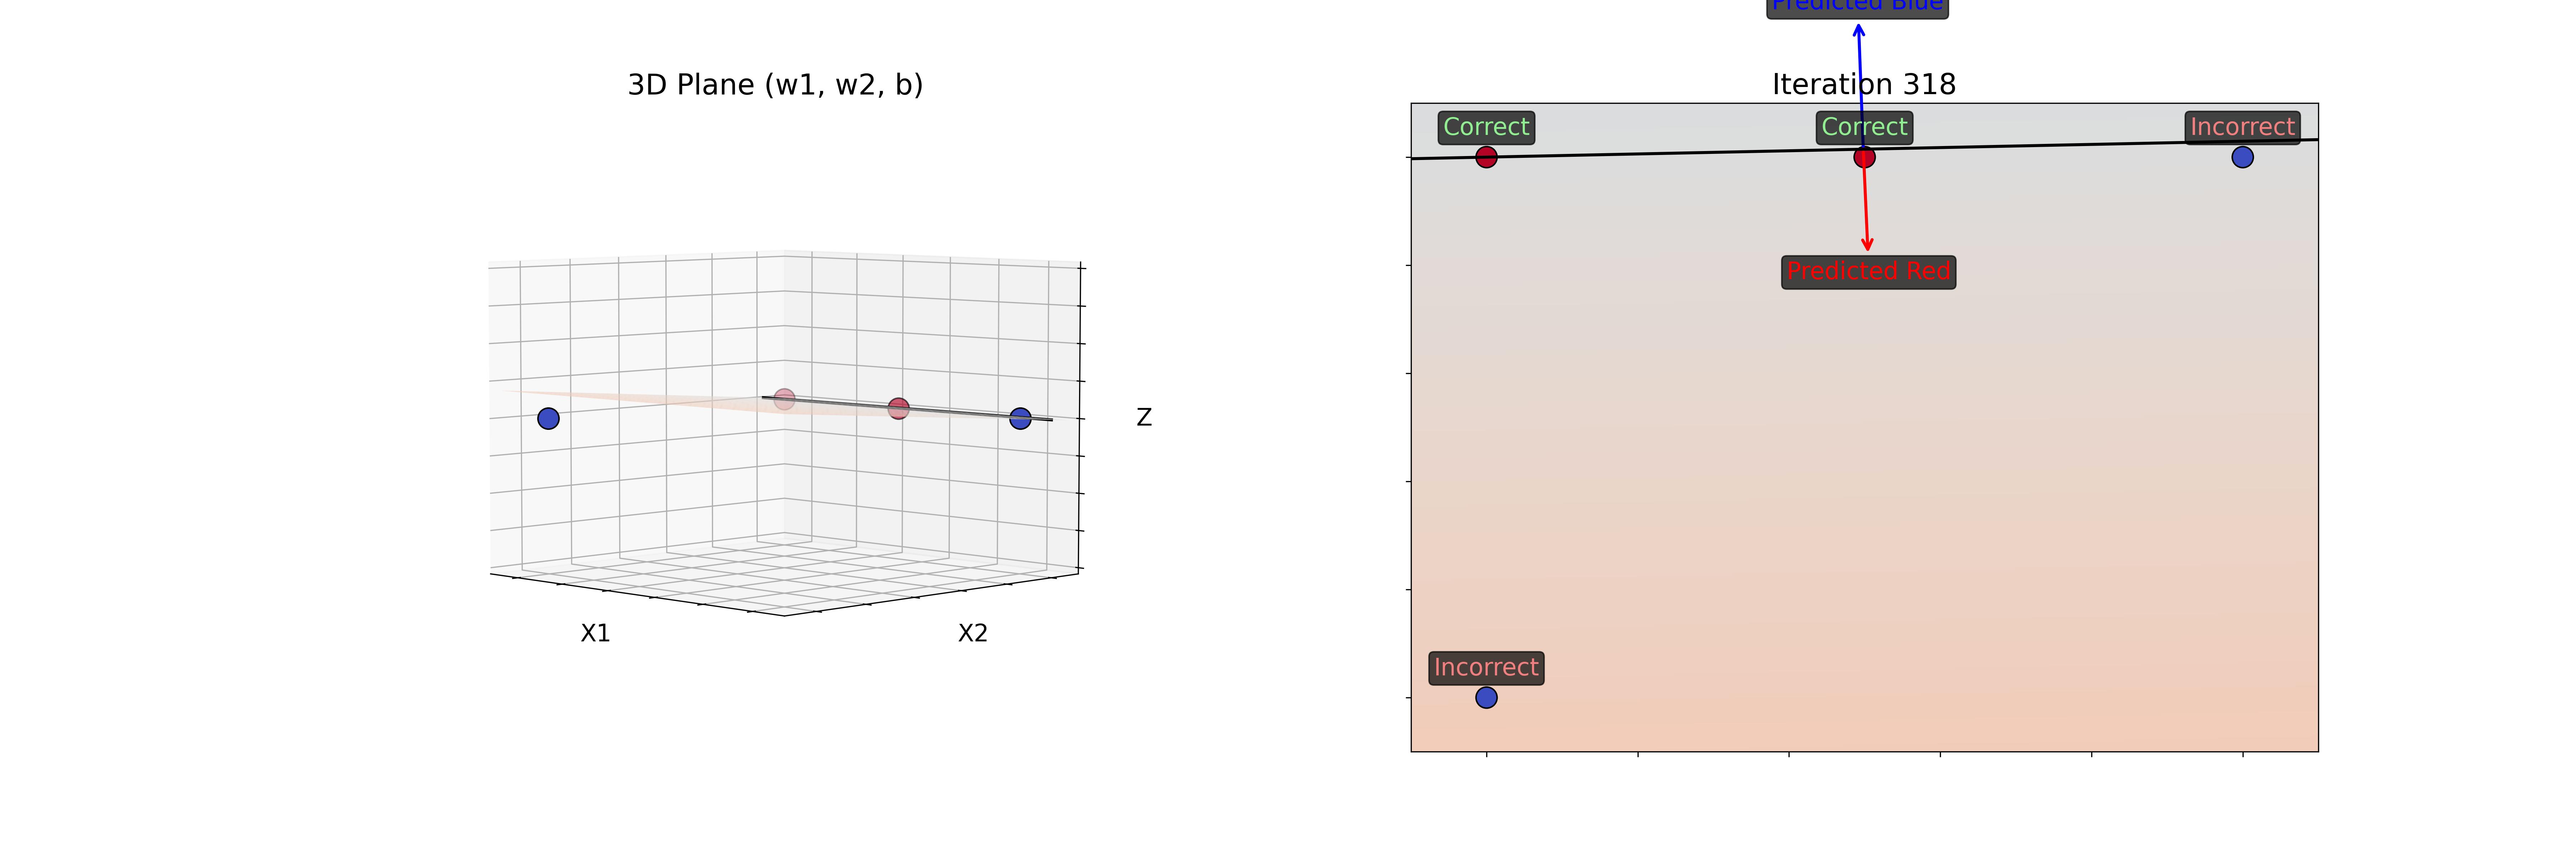 3D Plane (w1, w2, b)
Z
X1
X2
Predicted Blue
Iteration 318
Correct
Correct
Incorrect
Predicted Red
Incorrect